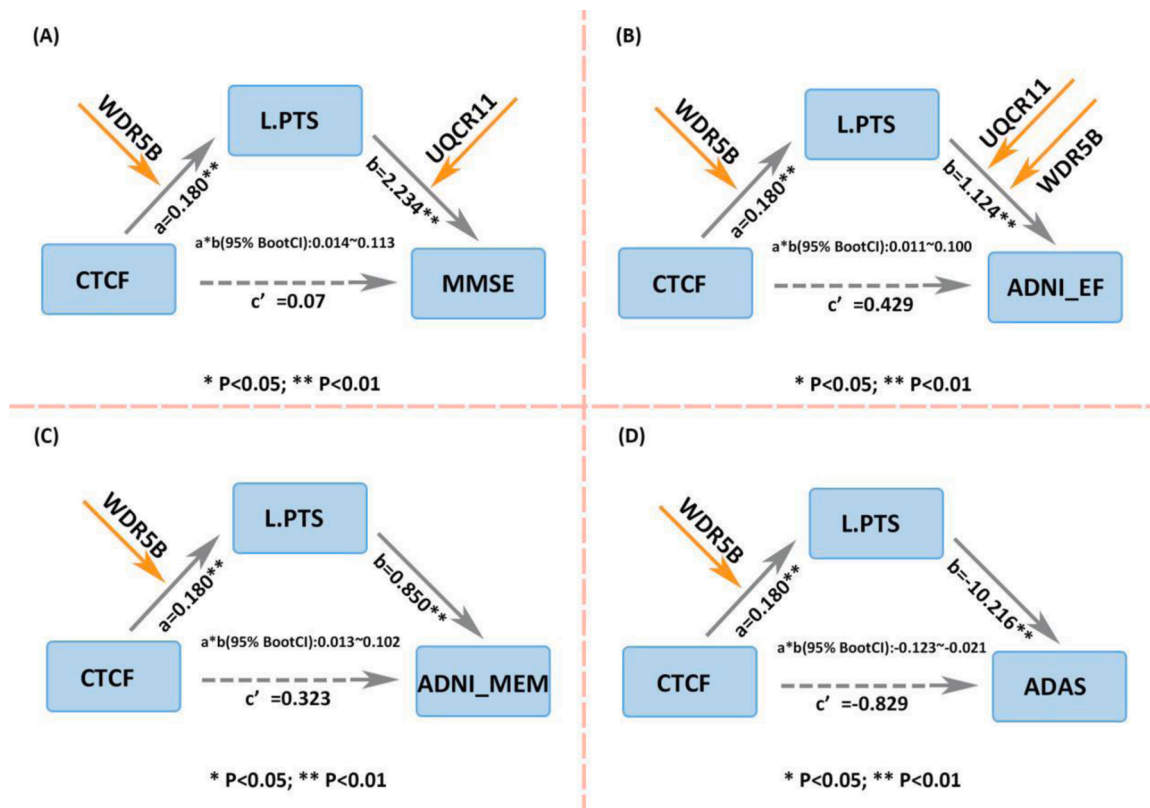 (A)
WDR5B
L.PTS
UQCR11
a=0.180**
b=2.234**
a*b(95% BootCI):0.014~0.113
CTCF
MMSE
c’ =0.07
* P<0.05; ** P<0.01
(B)
WDR5B
L.PTS
UQCR11
WDR5B
a=0.180**
b=1.124**
a*b(95% BootCI):0.011~0.100
CTCF
ADNI_EF
c’ =0.429
* P<0.05; ** P<0.01
(C)
WDR5B
L.PTS
a=0.180**
b=0.850**
a*b(95% BootCI):0.013~0.102
CTCF
ADNI_MEM
c’ =0.323
* P<0.05; ** P<0.01
(D)
WDR5B
L.PTS
a=0.180**
b=-10.216**
a*b(95% BootCI):-0.123~-0.021
CTCF
ADAS
c’ =-0.829
* P<0.05; ** P<0.01